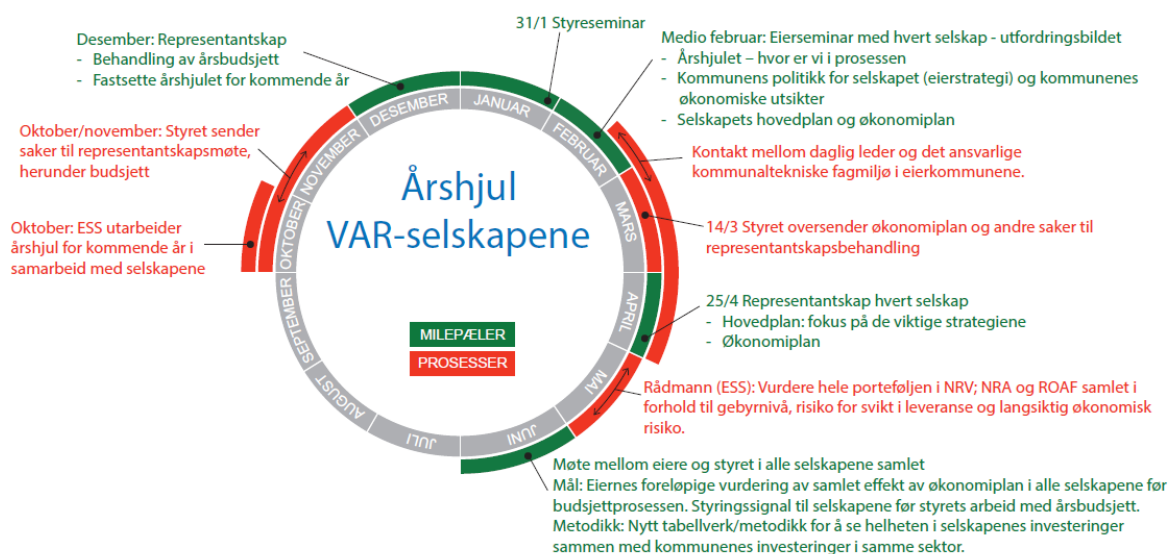 31/1 Styreseminar
Desember: Representantskap
- Behandling av årsbudsjett
- Fastsette årshjulet for kommende år
Medio februar: Eierseminar med hvert selskap - utfordringsbildet
- Årshjulet – hvor er vi i prosessen
- Kommunens politikk for selskapet (eierstrategi) og kommunenes
økonomiske utsikter
- Selskapets hovedplan og økonomiplan
Oktober/november: Styret sender
saker til representantskapsmøte,
herunder budsjett
Kontakt mellom daglig leder og det ansvarlige
kommunaltekniske fagmiljø i eierkommunene.
Oktober: ESS utarbeider
årshjul for kommende år i
samarbeid med selskapene
14/3 Styret oversender økonomiplan og andre saker til
representantskapsbehandling
25/4 Representantskap hvert selskap
- Hovedplan: fokus på de viktige strategiene
- Økonomiplan
Rådmann (ESS): Vurdere hele porteføljen i NRV; NRA og ROAF samlet i
forhold til gebyrnivå, risiko for svikt i leveranse og langsiktig økonomisk
risiko.
Møte mellom eiere og styret i alle selskapene samlet
Mål: Eiernes foreløpige vurdering av samlet effekt av økonomiplan i alle selskapene før
budsjettprosessen. Styringssignal til selskapene før styrets arbeid med årsbudsjett.
Metodikk: Nytt tabellverk/metodikk for å se helheten i selskapenes investeringer
sammen med kommunenes investeringer i samme sektor.
Årshjul
VAR-selskapene
MILEPÆLER
PROSESSER
JANUAR
FEBRUAR
MARS
APRIL
MAI
JUNI
JULI
AUGUST
SEPTEMBER
OKTOBER
NOVEMBER
DESEMBER